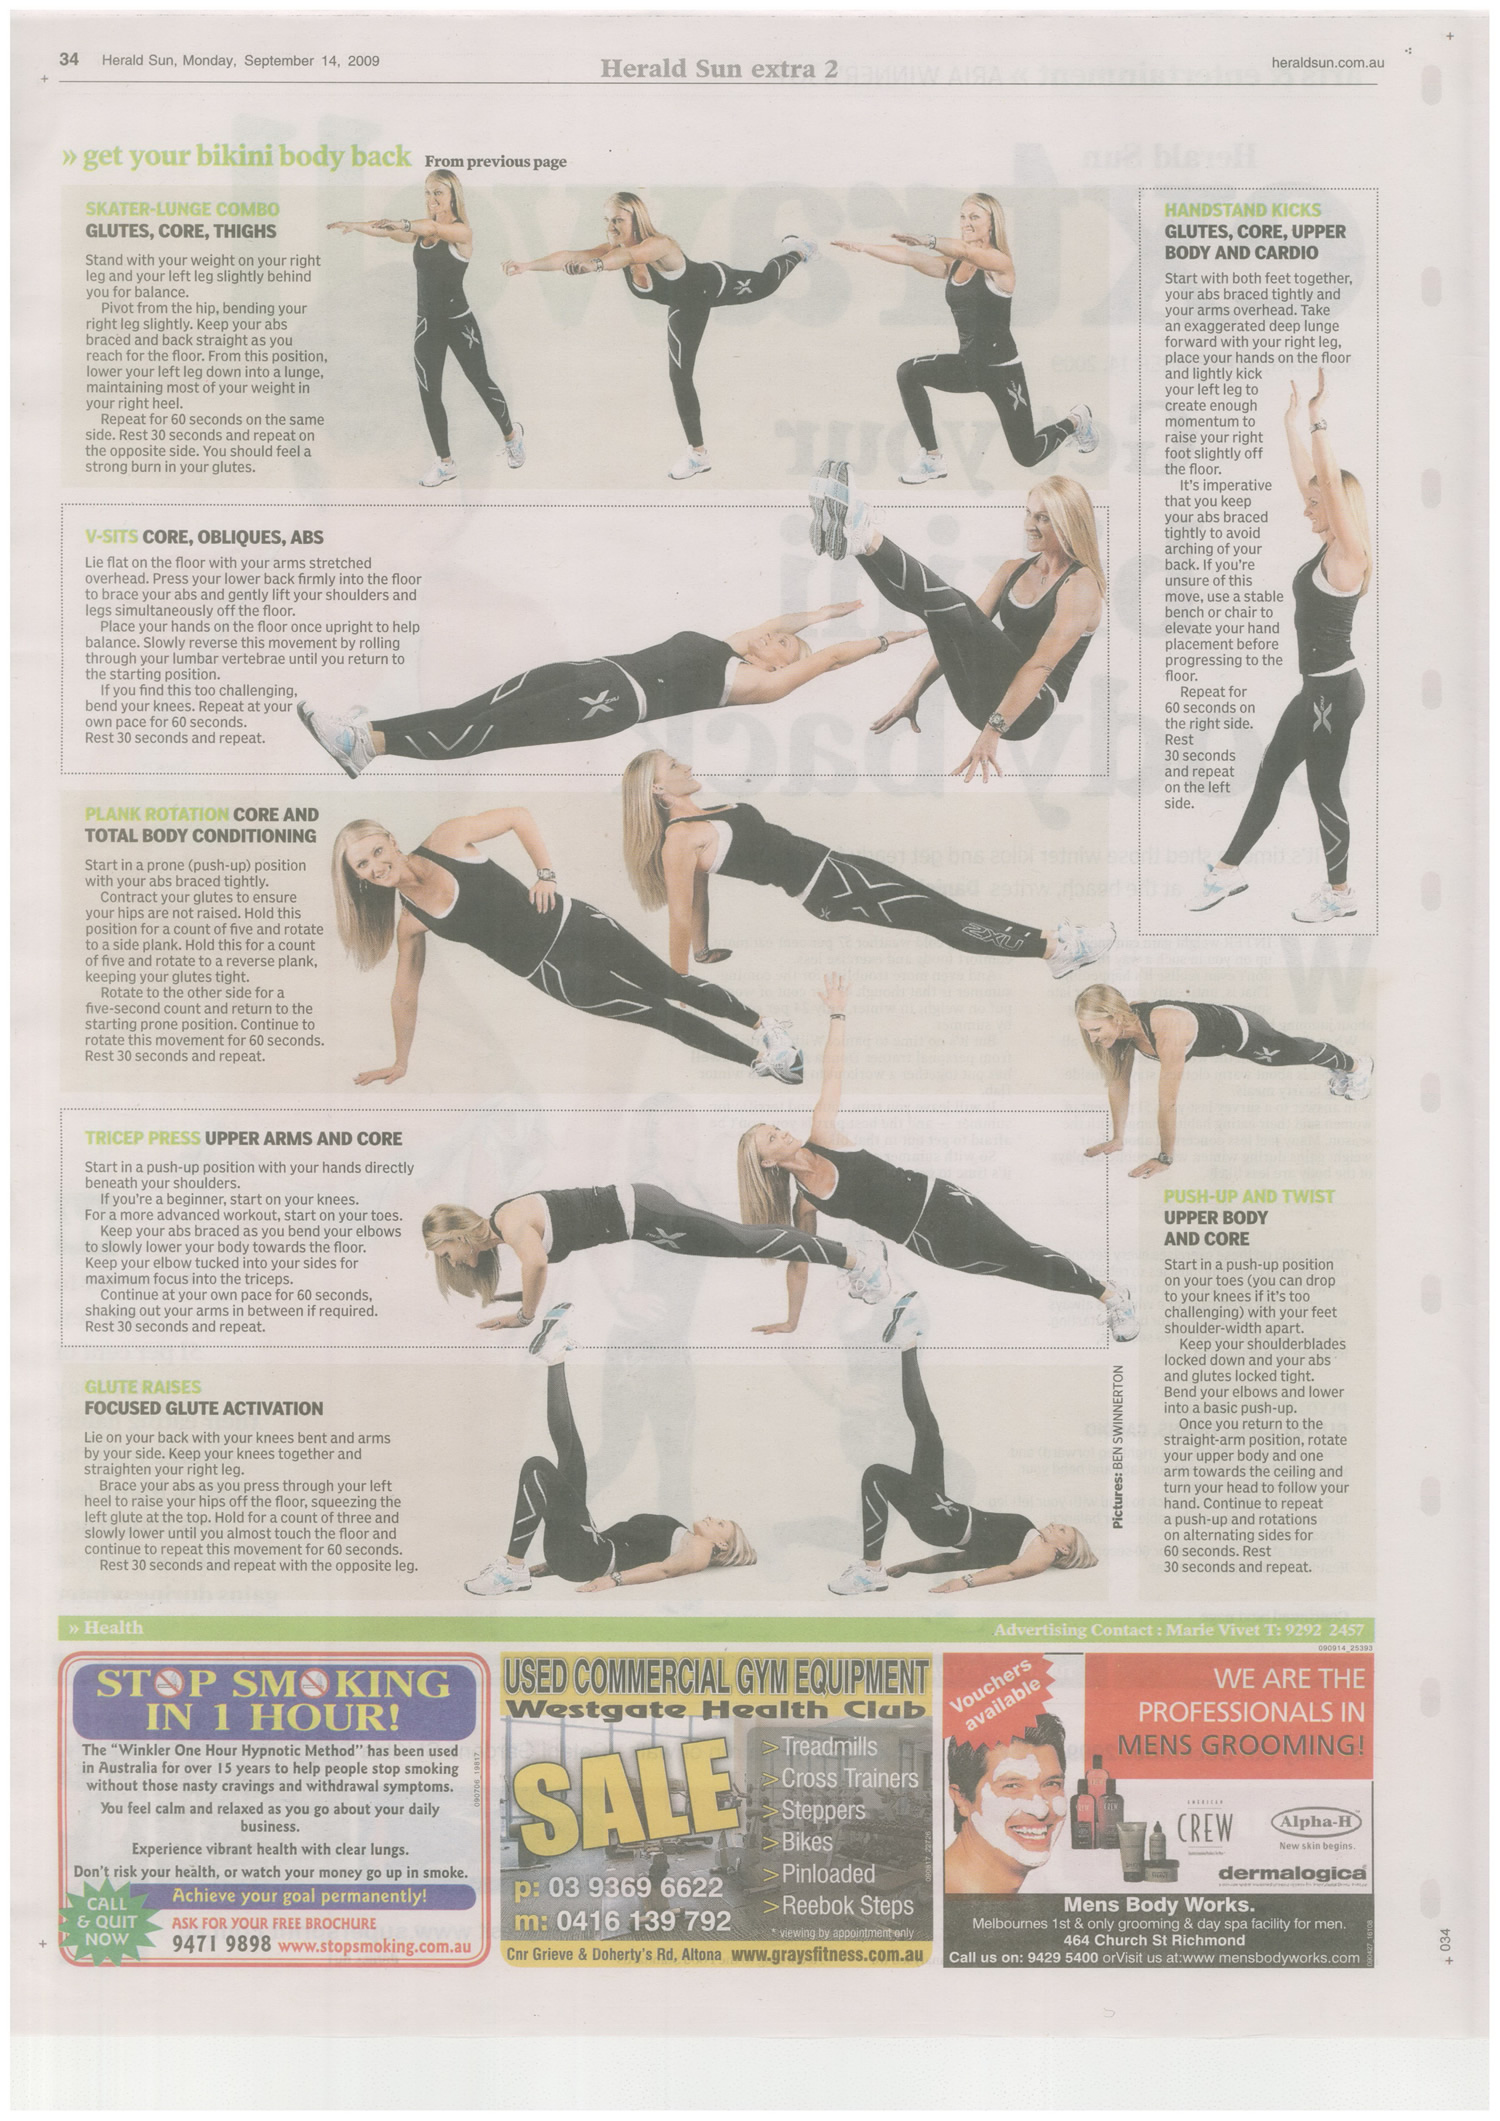 34 Herald Sun, Monday, September 14, 2009
Herald Sun extra 2
heraldsun.com.au
» get your bikini body back From previous page
SKATER-LUNGE COMBO
GLUTES, CORE, THIGHS
Stand with your weight on your right
leg and your left leg slightly behind
you for balance.
Pivot from the hip, bending your
right leg slightly. Keep your abs
braced and back straight as you
reach for the floor. From this position,
lower your left leg down into a lunge,
maintaining most of your weight in
your right heel.
Repeat for 60 seconds on the same
side. Rest 30 seconds and repeat on
the opposite side. You should feel a
strong burn in your glutes.
V-SITS CORE, OBLIQUES, ABS
Lie flat on the floor with your arms stretched
overhead. Press your lower back firmly into the floor
to brace your abs and gently lift your shoulders and
legs simultaneously off the floor.
Place your hands on the floor once upright to help
balance. Slowly reverse this movement by rolling
through your lumbar vertebrae until you return to
the starting position.
If you find this too challenging,
bend your knees. Repeat at your
own pace for 60 seconds.
Rest 30 seconds and repeat.
PLANK ROTATION CORE AND
TOTAL BODY CONDITIONING
Start in a prone (push-up) position
with your abs braced tightly.
Contract your glutes to ensure
your hips are not raised. Hold this
position for a count of five and rotate
to a side plank. Hold this for a count
of five and rotate to a reverse plank,
keeping your glutes tight.
Rotate to the other side for a
five-second count and return to the
starting prone position. Continue to
rotate this movement for 60 seconds.
Rest 30 seconds and repeat.
2XU
TRICEP PRESS UPPER ARMS AND CORE
Start in a push-up position with your hands directly
beneath your shoulders.
If you're a beginner, start on your knees.
For a more advanced workout, start on your toes.
Keep your abs braced as you bend your elbows
to slowly lower your body towards the floor.
Keep your elbow tucked into your sides for
maximum focus into the triceps.
Continue at your own pace for 60 seconds,
shaking out your arms in between if required.
Rest 30 seconds and repeat.
GLUTE RAISES
FOCUSED GLUTE ACTIVATION
Lie on your back with your knees bent and arms
by your side. Keep your knees together and
straighten your right leg.
Brace your abs as you press through your left
heel to raise your hips off the floor, squeezing the
left glute at the top. Hold for a count of three and
slowly lower until you almost touch the floor and
continue to repeat this movement for 60 seconds.
Rest 30 seconds and repeat with the opposite leg.
Pictures: BEN SWINNERTON
HANDSTAND KICKS
GLUTES, CORE, UPPER
BODY AND CARDIO
Start with both feet together,
your abs braced tightly and
your arms overhead. Take
an exaggerated deep lunge
forward with your right leg,
place your hands on the floor
and lightly kick
your left leg to
create enough
momentum to
raise your right
foot slightly off
the floor.
It's imperative
that you keep
your abs braced
tightly to avoid
arching of your
back. If you're
unsure of this
move, use a stable
bench or chair to
elevate your hand
placement before
progressing to the
floor.
Repeat for
60 seconds on
the right side.
Rest
30 seconds
and repeat
on the left
side.
PUSH-UP AND TWIST
UPPER BODY
AND CORE
Start in a push-up position
on your toes (you can drop
to your knees if it's too
challenging) with your feet
shoulder-width apart.
Keep your shoulderblades
locked down and your abs
and glutes locked tight.
Bend your elbows and lower
into a basic push-up.
Once you return to the
straight-arm position, rotate
your upper body and one
arm towards the ceiling and
turn your head to follow your
hand. Continue to repeat
a push-up and rotations
on alternating sides for
60 seconds. Rest
30 seconds and repeat.
» Health
Advertising Contact : Marie Vivet T: 9292 2457
090914_25393
STOP SMOKING
IN 1 HOUR!
The "Winkler One Hour Hypnotic Method" has been used
in Australia for over 15 years to help people stop smoking
without those nasty cravings and withdrawal symptoms.
You feel calm and relaxed as you go about your daily
business.
Experience vibrant health with clear lungs.
Don't risk your health, or watch your money go up in smoke.
Achieve your goal permanently!
CALL
& QUIT
NOW
ASK FOR YOUR FREE BROCHURE
9471 9898 www.stopsmoking.com.au
USED COMMERCIAL GYM EQUIPMENT
Westgate Health Club
SALE
> Treadmills
> Cross Trainers
> Steppers
> Bikes
> Pinloaded
> Reebok Steps
p: 03 9369 6622
m: 0416 139 792
* viewing by appointment only
Cnr Grieve & Doherty's Rd, Altona www.graysfitness.com.au
Vouchers
available
WE ARE THE
PROFESSIONALS IN
MENS GROOMING!
AMERICAN
CREW
Alpha-H
New skin begins.
dermalogica
Mens Body Works.
Melbournes 1st & only grooming & day spa facility for men.
464 Church St Richmond
Call us on: 9429 5400 orVisit us at:www mensbodyworks.com
+ 034